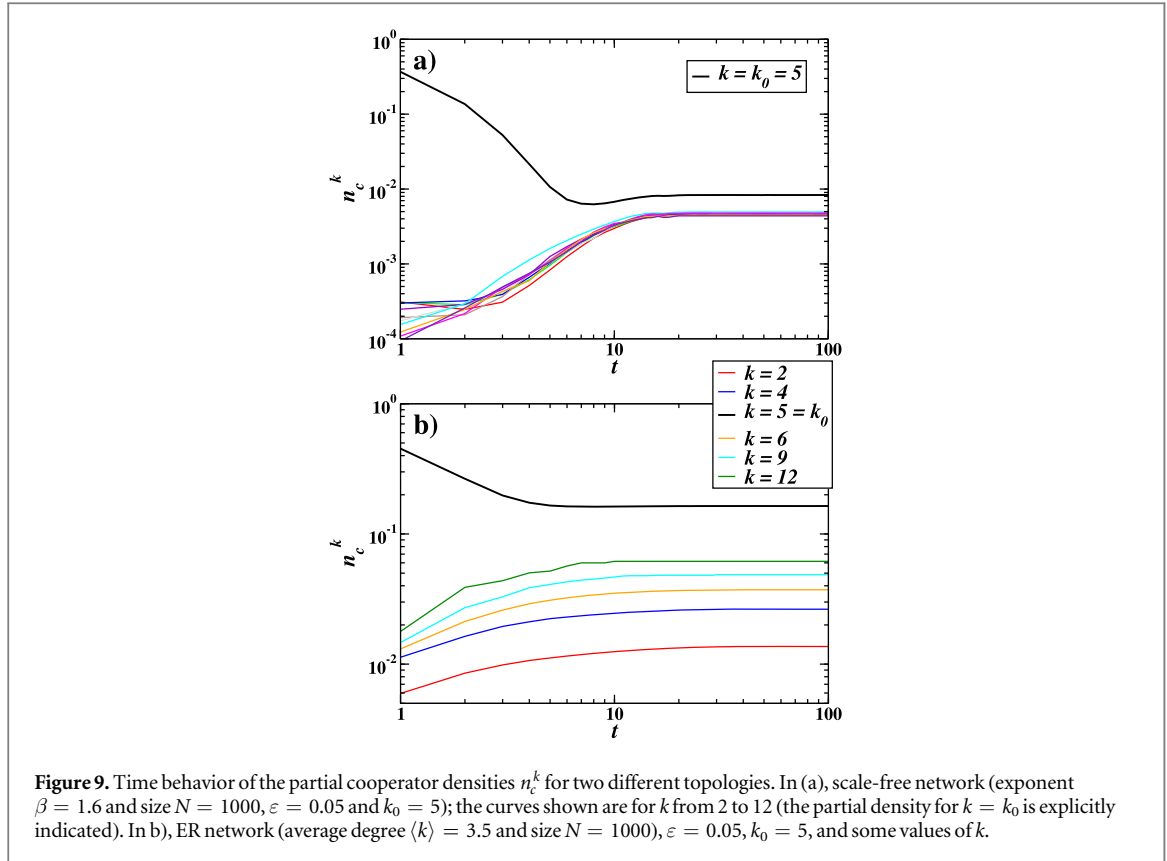 10^0
a)
k = k_0 = 5
10^-1
n_c^k
10^-2
10^-3
10^-4
1
10
100
t
k = 2
k = 4
k = 5 = k_0
k = 6
k = 9
k = 12
10^0
b)
10^-1
n_c^k
10^-2
1
10
100
t
Figure 9. Time behavior of the partial cooperator densities n_c^k for two different topologies. In (a), scale-free network (exponent
β = 1.6 and size N = 1000, ε = 0.05 and k_0 = 5); the curves shown are for k from 2 to 12 (the partial density for k = k_0 is explicitly
indicated). In b), ER network (average degree ⟨k⟩ = 3.5 and size N = 1000), ε = 0.05, k_0 = 5, and some values of k.